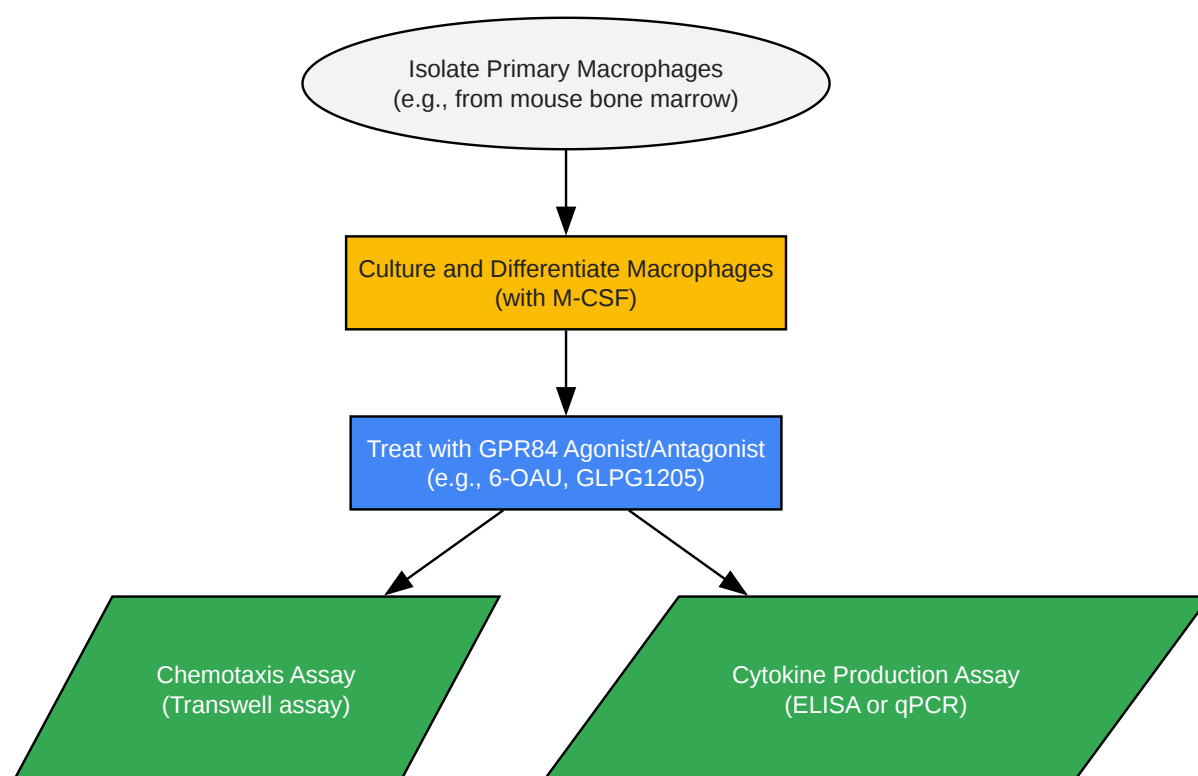 Isolate Primary Macrophages
(e.g., from mouse bone marrow)
Culture and Differentiate Macrophages
(with M-CSF)
Treat with GPR84 Agonist/Antagonist
(e.g., 6-OAU, GLPG1205)
Chemotaxis Assay
(Transwell assay)
Cytokine Production Assay
(ELISA or qPCR)